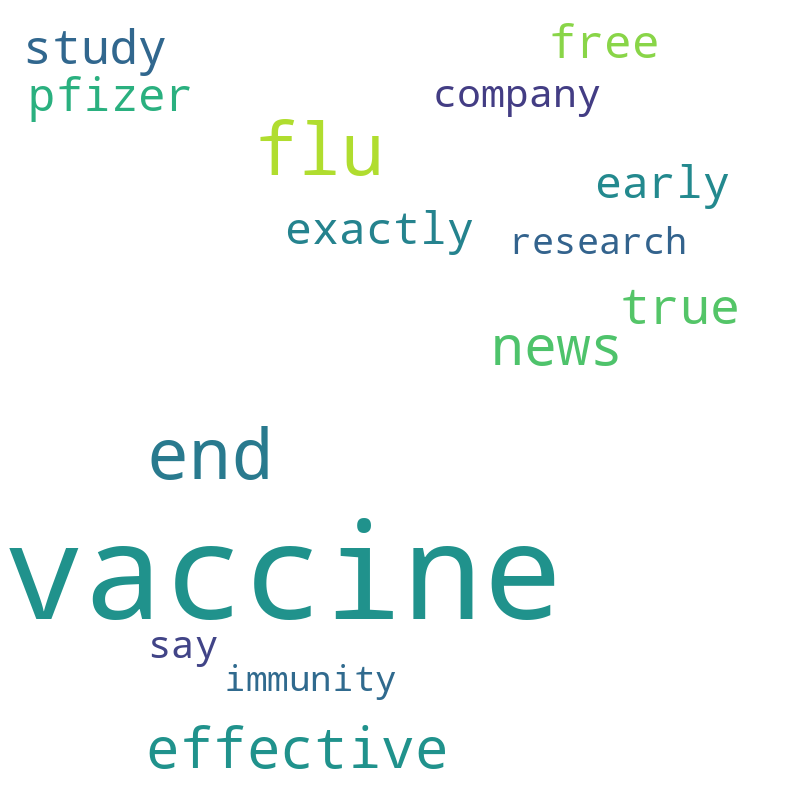 study
free
pfizer
company
flu
early
exactly
research
true
news
end
vaccine
say
immunity
effective